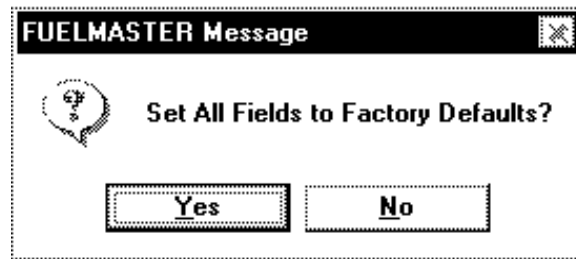 FUELMASTER Message
Set All Fields to Factory Defaults?
Yes No